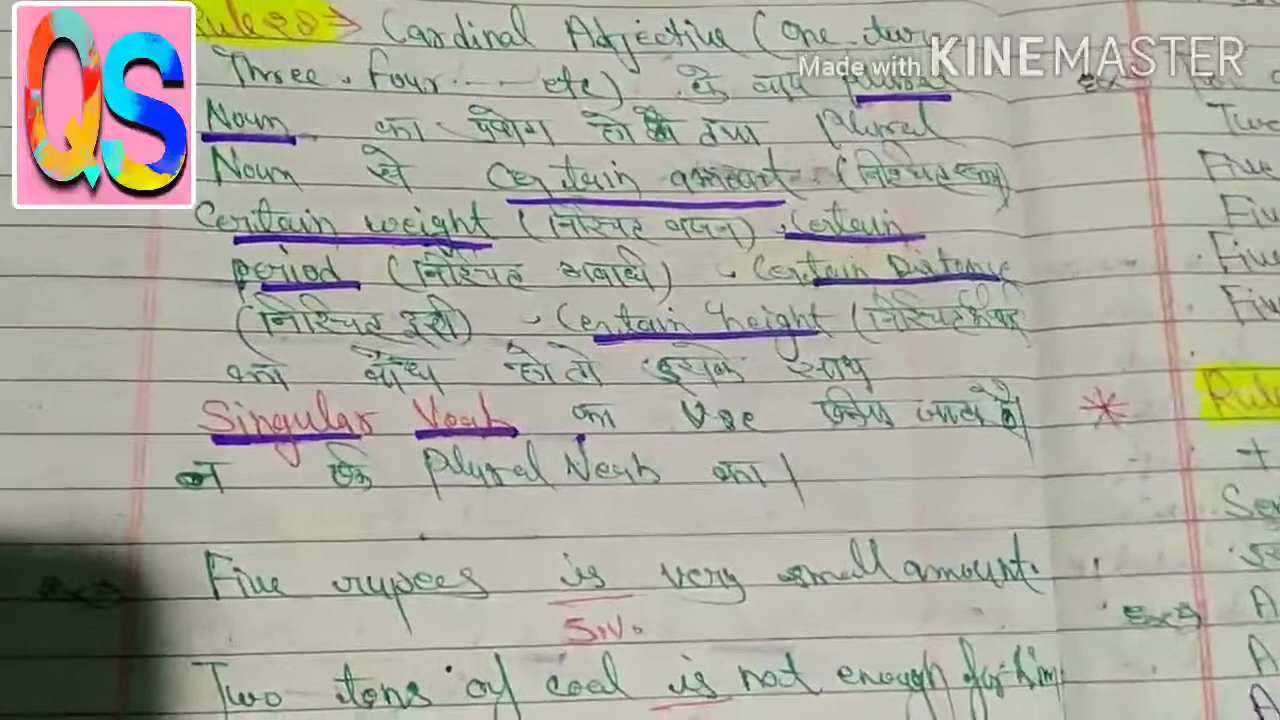 QS
Made with KINEMASTER
Rule 20 → Cardinal Adjective (One two
Three, Four ---- etc) के बाद
Noun का प्रयोग हो तथा Plural
Noun से Certain amount (निश्चित
Certain weight (निश्चित वजन), Certain
period (निश्चित अवधि) , Certain Distance
(निश्चित दूरी) , Certain height (निश्चित
का बोध हो तो इसके साथ
Singular Verb का Use किया जाता है।
न कि Plural Verb का।
Five rupees is very small amount.
S.V.
Two tons of coal is not enough for him
Ex
Two
Five
Five
Five
Five
Rule
+
Ex→
A
A
A